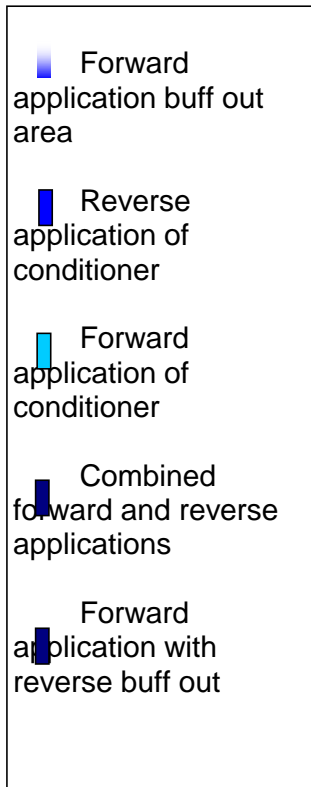 Forward
application buff out
area
Reverse
application of
conditioner
Forward
application of
conditioner
Combined
forward and reverse
applications
Forward
application with
reverse buff out